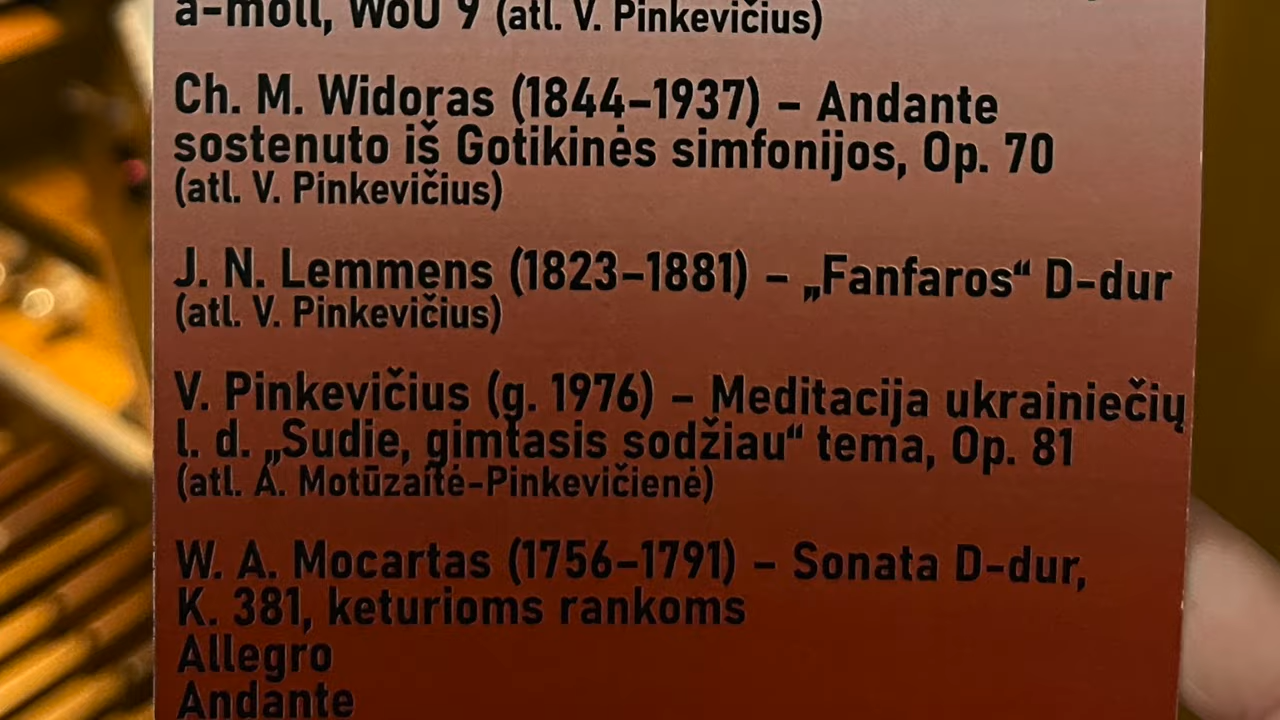 a-moll, WoO 9 (atl. V. Pinkevičius)
Ch. M. Widoras (1844–1937) – Andante
sostenuto iš Gotikinės simfonijos, Op. 70
(atl. V. Pinkevičius)
J. N. Lemmens (1823–1881) – „Fanfaros“ D-dur
(atl. V. Pinkevičius)
V. Pinkevičius (g. 1976) – Meditacija ukrainiečių
l. d. „Sudie, gimtasis sodžiau“ tema, Op. 81
(atl. A. Motūzaitė-Pinkevičienė)
W. A. Mocartas (1756–1791) – Sonata D-dur,
K. 381, keturioms rankoms
Allegro
Andante